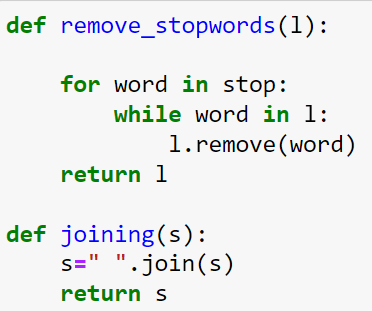 def remove_stopwords(l):

    for word in stop:
        while word in l:
            l.remove(word)
    return l

def joining(s):
    s=" ".join(s)
    return s